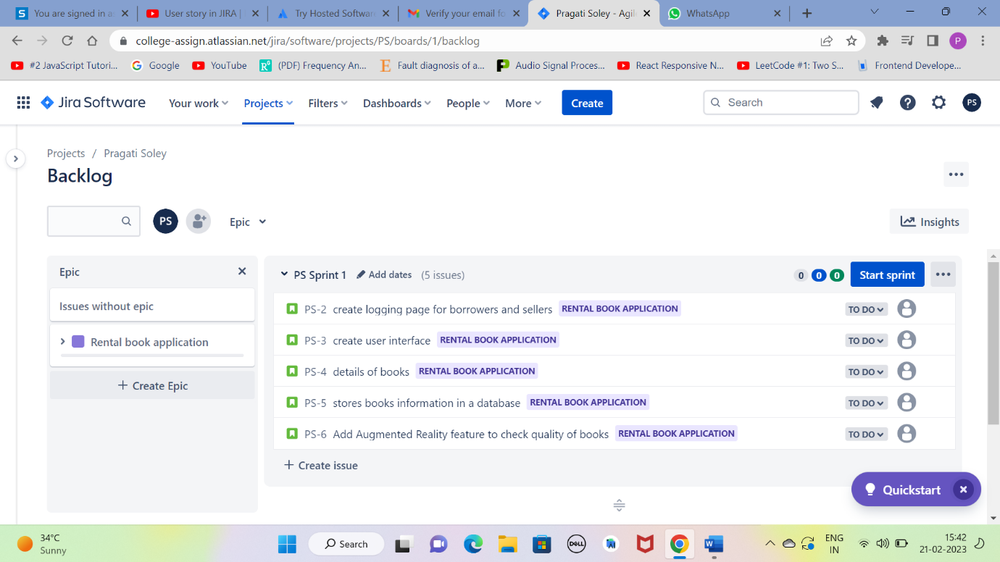 S You are signed in as
User story in JIRA |
Try Hosted Software
Verify your email fo
Pragati Soley - Agile
WhatsApp
college-assign.atlassian.net/jira/software/projects/PS/boards/1/backlog
P
#2 JavaScript Tutori...
Google
YouTube
(PDF) Frequency An...
Fault diagnosis of a...
Audio Signal Proces...
React Responsive N...
LeetCode #1: Two S...
Frontend Develope...
Jira Software
Your work
Projects
Filters
Dashboards
People
More
Create
Search
PS
Projects / Pragati Soley
Backlog
PS
Epic
Insights
Epic
Issues without epic
Rental book application
+ Create Epic
PS Sprint 1 Add dates (5 issues)
0 0 0 Start sprint
PS-2 create logging page for borrowers and sellers RENTAL BOOK APPLICATION TO DO
PS-3 create user interface RENTAL BOOK APPLICATION TO DO
PS-4 details of books RENTAL BOOK APPLICATION TO DO
PS-5 stores books information in a database RENTAL BOOK APPLICATION TO DO
PS-6 Add Augmented Reality feature to check quality of books RENTAL BOOK APPLICATION TO DO
+ Create issue
Quickstart
34°C
Sunny
Search
DELL
ENG
IN
15:42
21-02-2023